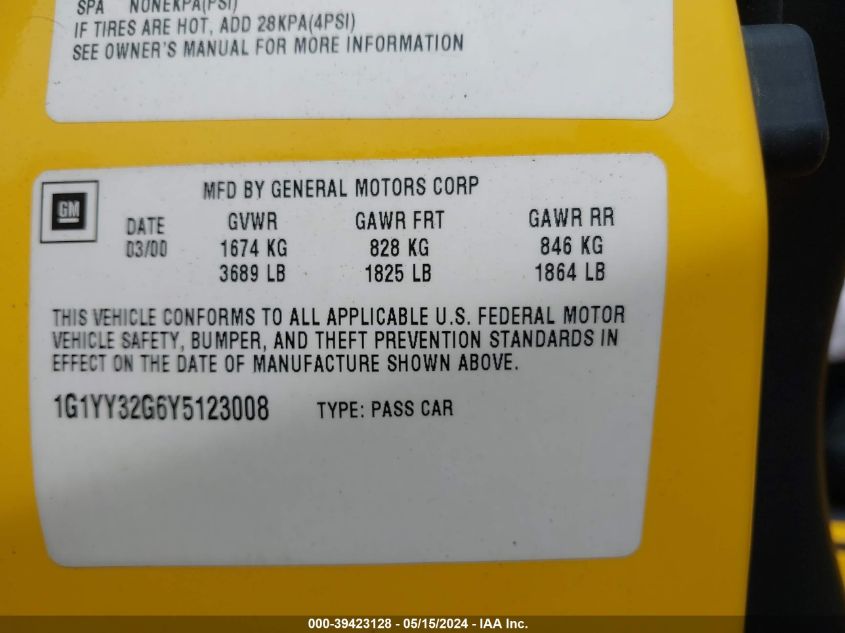 SPA NONEKPA(PSI)
IF TIRES ARE HOT, ADD 28KPA(4PSI)
SEE OWNER'S MANUAL FOR MORE INFORMATION
GM
MFD BY GENERAL MOTORS CORP
DATE GVWR GAWR FRT GAWR RR
03/00 1674 KG 828 KG 846 KG
3689 LB 1825 LB 1864 LB
THIS VEHICLE CONFORMS TO ALL APPLICABLE U.S. FEDERAL MOTOR
VEHICLE SAFETY, BUMPER, AND THEFT PREVENTION STANDARDS IN
EFFECT ON THE DATE OF MANUFACTURE SHOWN ABOVE.
1G1YY32G6Y5123008 TYPE: PASS CAR
000-39423128 - 05/15/2024 - IAA Inc.